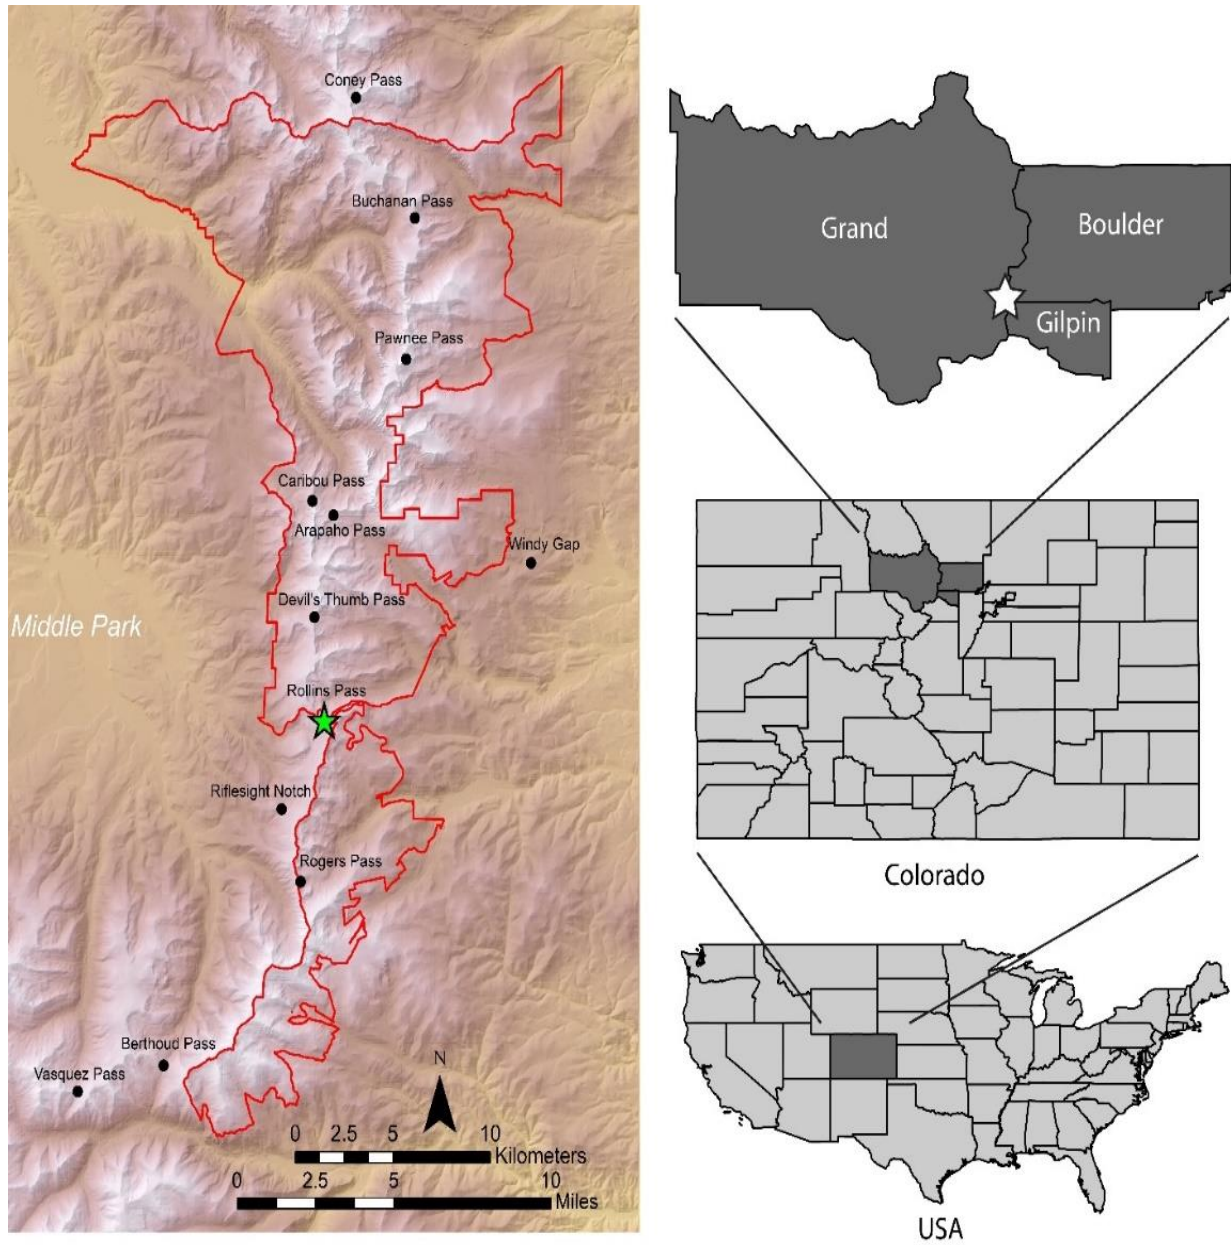 Coney Pass
Buchanan Pass
Pawnee Pass
Caribou Pass
Arapaho Pass
Windy Gap
Devil's Thumb Pass
Middle Park
Rollins Pass
Riflesight Notch
Rogers Pass
Berthoud Pass
Vasquez Pass
N
0 2.5 5 10
Kilometers
0 2.5 5 10
Miles
Grand
Boulder
Gilpin
Colorado
USA